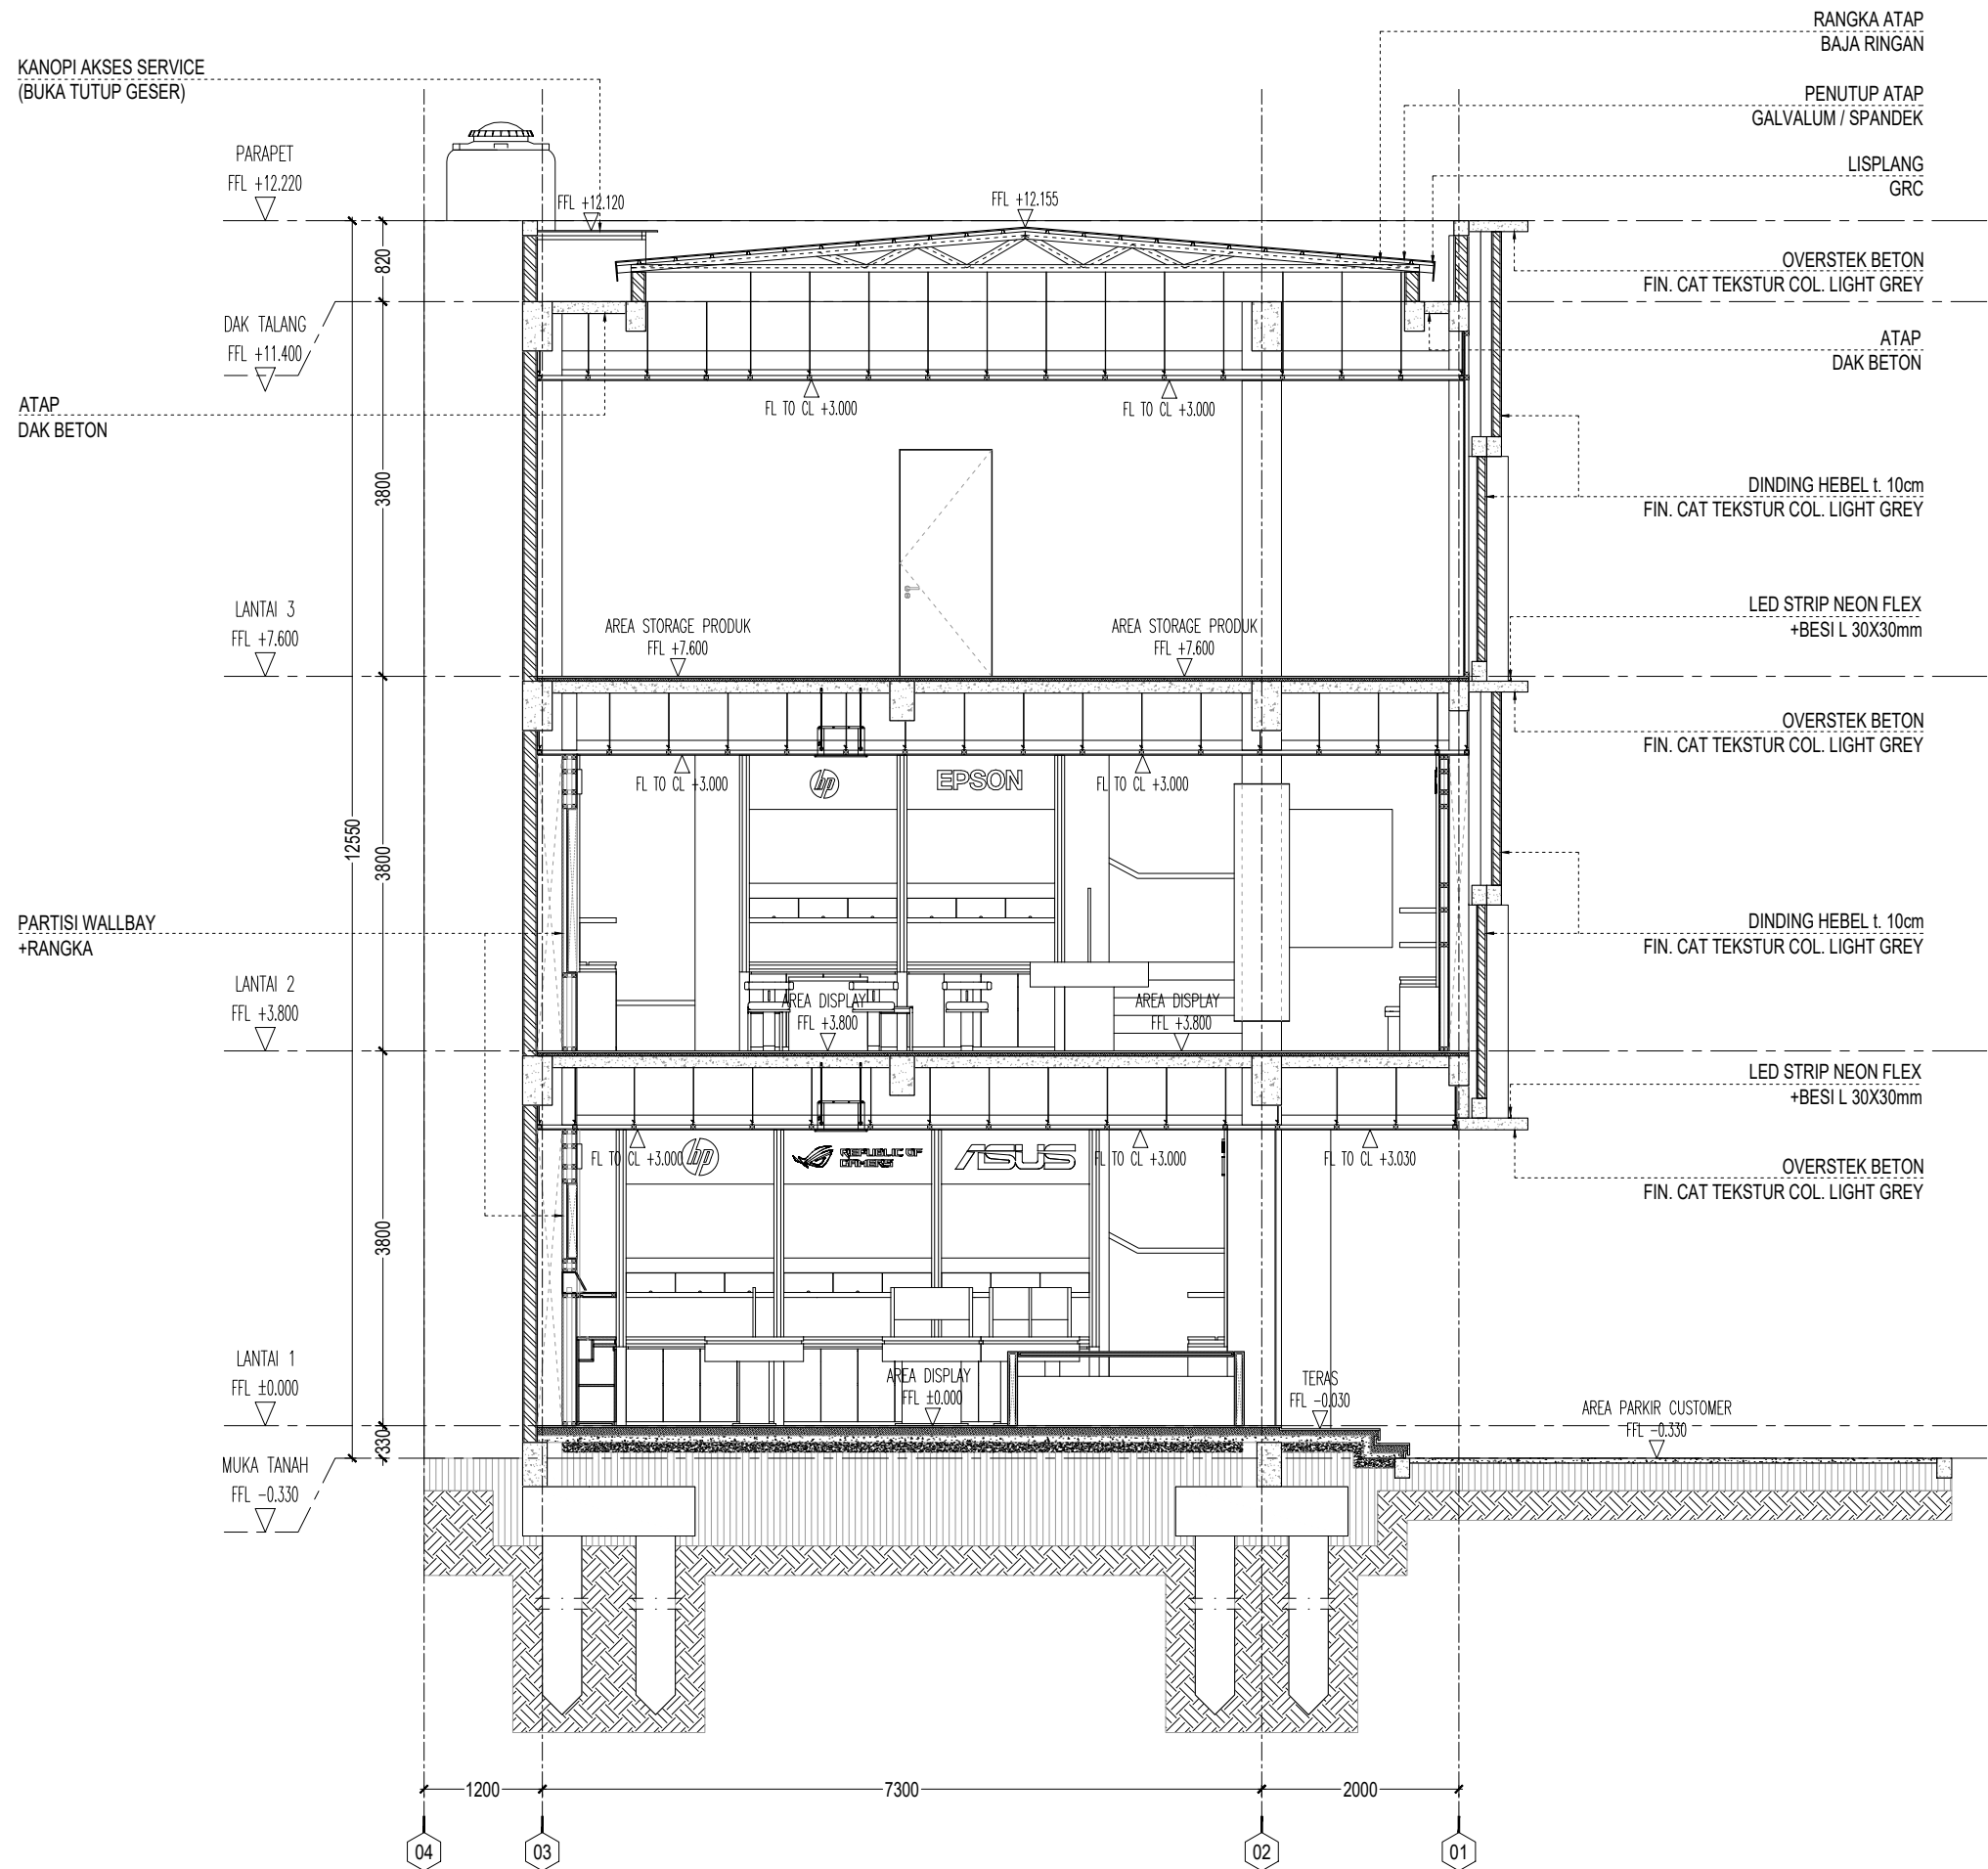 RANGKA ATAP
BAJA RINGAN
KANOPI AKSES SERVICE
(BUKA TUTUP GESER)
PENUTUP ATAP
GALVALUM / SPANDEK
PARAPET
FFL +12.220
LISPLANG
GRC
FFL +12.120
FFL +12.155
820
OVERSTEK BETON
FIN. CAT TEKSTUR COL. LIGHT GREY
DAK TALANG
FFL +11.400
ATAP
DAK BETON
ATAP
DAK BETON
FL TO CL +3.000
FL TO CL +3.000
3800
DINDING HEBEL t. 10cm
FIN. CAT TEKSTUR COL. LIGHT GREY
LANTAI 3
FFL +7.600
AREA STORAGE PRODUK
FFL +7.600
AREA STORAGE PRODUK
FFL +7.600
LED STRIP NEON FLEX
+BESI L 30X30mm
OVERSTEK BETON
FIN. CAT TEKSTUR COL. LIGHT GREY
FL TO CL +3.000
hp
EPSON
FL TO CL +3.000
12550
3800
PARTISI WALLBAY
+RANGKA
DINDING HEBEL t. 10cm
FIN. CAT TEKSTUR COL. LIGHT GREY
LANTAI 2
FFL +3.800
AREA DISPLAY
FFL +3.800
AREA DISPLAY
FFL +3.800
LED STRIP NEON FLEX
+BESI L 30X30mm
FL TO CL +3.000
hp
REPUBLIC OF
GAMERS
ASUS
FL TO CL +3.000
FL TO CL +3.030
OVERSTEK BETON
FIN. CAT TEKSTUR COL. LIGHT GREY
3800
LANTAI 1
FFL ±0.000
AREA DISPLAY
FFL ±0.000
TERAS
FFL -0.030
AREA PARKIR CUSTOMER
FFL -0.330
330
MUKA TANAH
FFL -0.330
1200
7300
2000
04
03
02
01